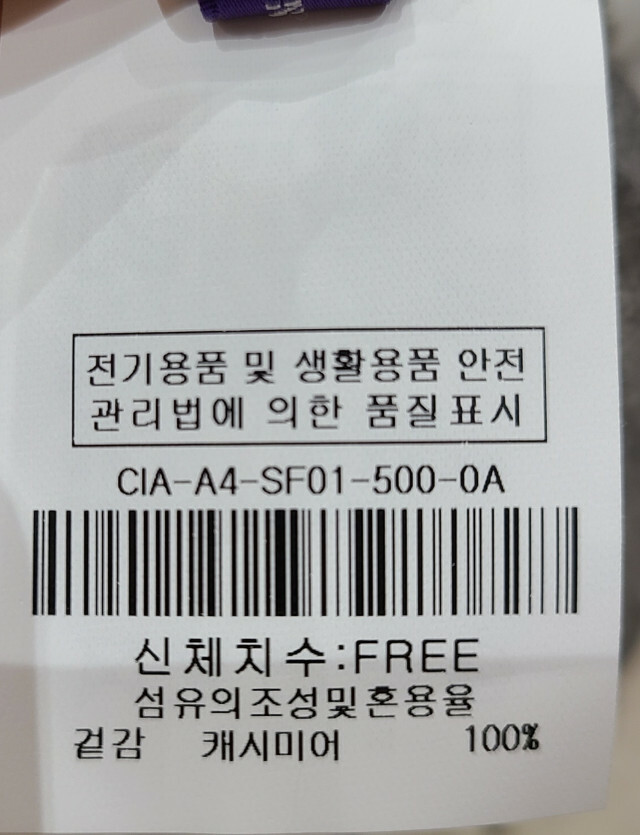 전기용품 및 생활용품 안전
관리법에 의한 품질표시
CIA-A4-SF01-500-0A
신체치수:FREE
섬유의조성및혼용율
겉감 캐시미어 100%